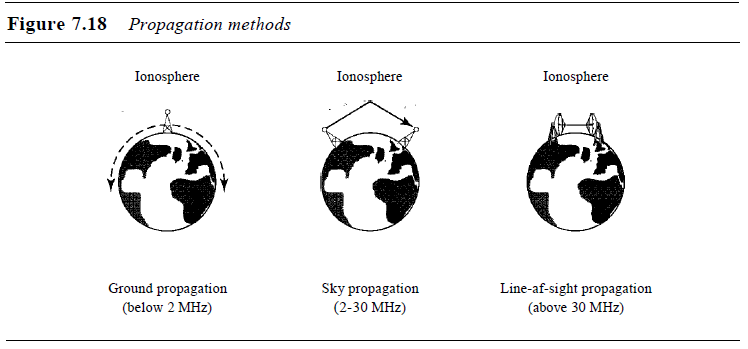 Figure 7.18 Propagation methods
Ionosphere
Ionosphere
Ionosphere
Ground propagation
(below 2 MHz)
Sky propagation
(2-30 MHz)
Line-af-sight propagation
(above 30 MHz)